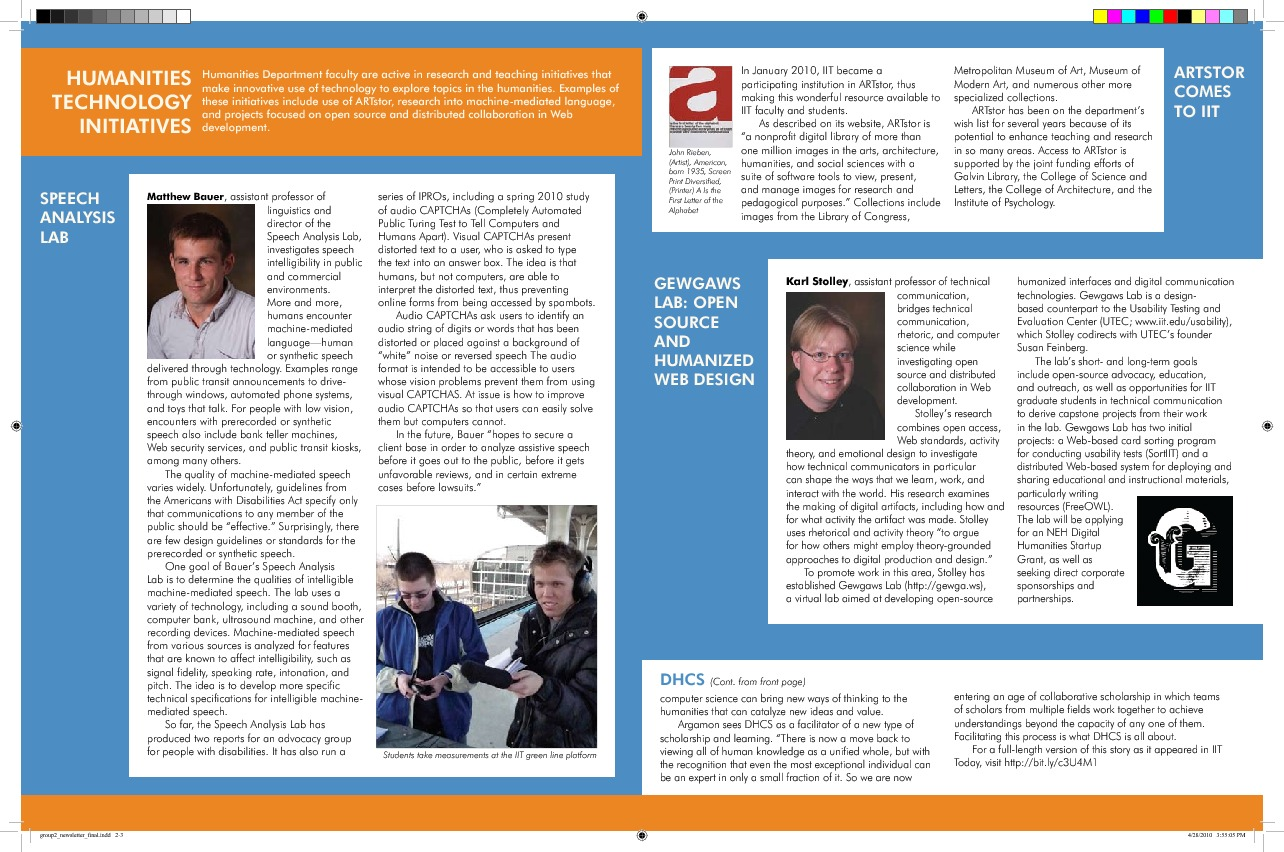 HUMANITIES
TECHNOLOGY
INITIATIVES
Humanities Department faculty are active in research and teaching initiatives that
make innovative use of technology to explore topics in the humanities. Examples of
these initiatives include use of ARTstor, research into machine-mediated language,
and projects focused on open source and distributed collaboration in Web
development.
SPEECH
ANALYSIS
LAB
Matthew Bauer, assistant professor of
linguistics and
director of the
Speech Analysis Lab,
investigates speech
intelligibility in public
and commercial
environments.
More and more,
humans encounter
machine-mediated
language—human
or synthetic speech
delivered through technology. Examples range
from public transit announcements to drive-
through windows, automated phone systems,
and toys that talk. For people with low vision,
encounters with prerecorded or synthetic
speech also include bank teller machines,
Web security services, and public transit kiosks,
among many others.
The quality of machine-mediated speech
varies widely. Unfortunately, guidelines from
the Americans with Disabilities Act specify only
that communications to any member of the
public should be “effective.” Surprisingly, there
are few design guidelines or standards for the
prerecorded or synthetic speech.
One goal of Bauer’s Speech Analysis
Lab is to determine the qualities of intelligible
machine-mediated speech. The lab uses a
variety of technology, including a sound booth,
computer bank, ultrasound machine, and other
recording devices. Machine-mediated speech
from various sources is analyzed for features
that are known to affect intelligibility, such as
signal fidelity, speaking rate, intonation, and
pitch. The idea is to develop more specific
technical specifications for intelligible machine-
mediated speech.
So far, the Speech Analysis Lab has
produced two reports for an advocacy group
for people with disabilities. It has also run a
series of IPROs, including a spring 2010 study
of audio CAPTCHAs (Completely Automated
Public Turing Test to Tell Computers and
Humans Apart). Visual CAPTCHAs present
distorted text to a user, who is asked to type
the text into an answer box. The idea is that
humans, but not computers, are able to
interpret the distorted text, thus preventing
online forms from being accessed by spambots.
Audio CAPTCHAs ask users to identify an
audio string of digits or words that has been
distorted or placed against a background of
“white” noise or reversed speech The audio
format is intended to be accessible to users
whose vision problems prevent them from using
visual CAPTCHAS. At issue is how to improve
audio CAPTCHAs so that users can easily solve
them but computers cannot.
In the future, Bauer “hopes to secure a
client base in order to analyze assistive speech
before it goes out to the public, before it gets
unfavorable reviews, and in certain extreme
cases before lawsuits.”
Students take measurements at the IIT green line platform
a
John Rieben,
(Artist), American,
born 1935, Screen
Print Diversified,
(Printer) A Is the
First Letter of the
Alphabet
In January 2010, IIT became a
participating institution in ARTstor, thus
making this wonderful resource available to
IIT faculty and students.
As described on its website, ARTstor is
“a nonprofit digital library of more than
one million images in the arts, architecture,
humanities, and social sciences with a
suite of software tools to view, present,
and manage images for research and
pedagogical purposes.” Collections include
images from the Library of Congress,
Metropolitan Museum of Art, Museum of
Modern Art, and numerous other more
specialized collections.
ARTstor has been on the department’s
wish list for several years because of its
potential to enhance teaching and research
in so many areas. Access to ARTstor is
supported by the joint funding efforts of
Galvin Library, the College of Science and
Letters, the College of Architecture, and the
Institute of Psychology.
ARTSTOR
COMES
TO IIT
GEWGAWS
LAB: OPEN
SOURCE
AND
HUMANIZED
WEB DESIGN
Karl Stolley, assistant professor of technical
communication,
bridges technical
communication,
rhetoric, and computer
science while
investigating open
source and distributed
collaboration in Web
development.
Stolley’s research
combines open access,
Web standards, activity
theory, and emotional design to investigate
how technical communicators in particular
can shape the ways that we learn, work, and
interact with the world. His research examines
the making of digital artifacts, including how and
for what activity the artifact was made. Stolley
uses rhetorical and activity theory “to argue
for how others might employ theory-grounded
approaches to digital production and design.”
To promote work in this area, Stolley has
established Gewgaws Lab (http://gewga.ws),
a virtual lab aimed at developing open-source
humanized interfaces and digital communication
technologies. Gewgaws Lab is a design-
based counterpart to the Usability Testing and
Evaluation Center (UTEC; www.iit.edu/usability),
which Stolley codirects with UTEC’s founder
Susan Feinberg.
The lab’s short- and long-term goals
include open-source advocacy, education,
and outreach, as well as opportunities for IIT
graduate students in technical communication
to derive capstone projects from their work
in the lab. Gewgaws Lab has two initial
projects: a Web-based card sorting program
for conducting usability tests (SortIIT) and a
distributed Web-based system for deploying and
sharing educational and instructional materials,
particularly writing
resources (FreeOWL).
The lab will be applying
for an NEH Digital
Humanities Startup
Grant, as well as
seeking direct corporate
sponsorships and
partnerships.
G
DHCS (Cont. from front page)
computer science can bring new ways of thinking to the
humanities that can catalyze new ideas and value.
Argamon sees DHCS as a facilitator of a new type of
scholarship and learning. “There is now a move back to
viewing all of human knowledge as a unified whole, but with
the recognition that even the most exceptional individual can
be an expert in only a small fraction of it. So we are now
entering an age of collaborative scholarship in which teams
of scholars from multiple fields work together to achieve
understandings beyond the capacity of any one of them.
Facilitating this process is what DHCS is all about.
For a full-length version of this story as it appeared in IIT
Today, visit http://bit.ly/c3U4M1
group2_newsletter_final.indd 2-3
4/28/2010 3:55:05 PM